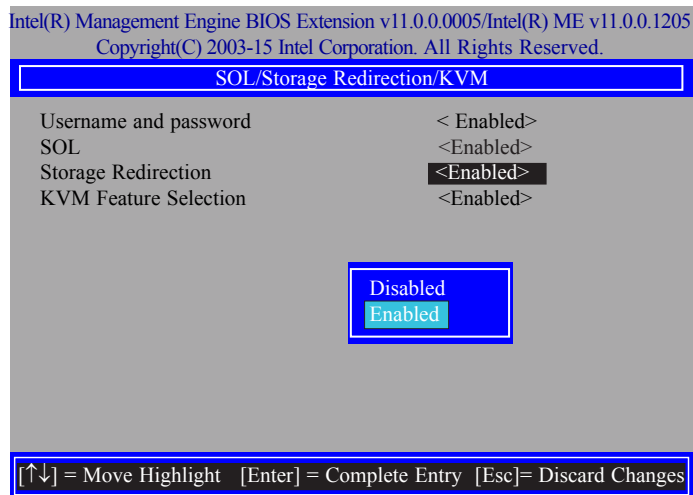 Intel(R) Management Engine BIOS Extension v11.0.0.0005/Intel(R) ME v11.0.0.1205
Copyright(C) 2003-15 Intel Corporation. All Rights Reserved.
SOL/Storage Redirection/KVM
Username and password < Enabled>
SOL <Enabled>
Storage Redirection <Enabled>
KVM Feature Selection <Enabled>
Disabled
Enabled
[↑↓] = Move Highlight [Enter] = Complete Entry [Esc]= Discard Changes